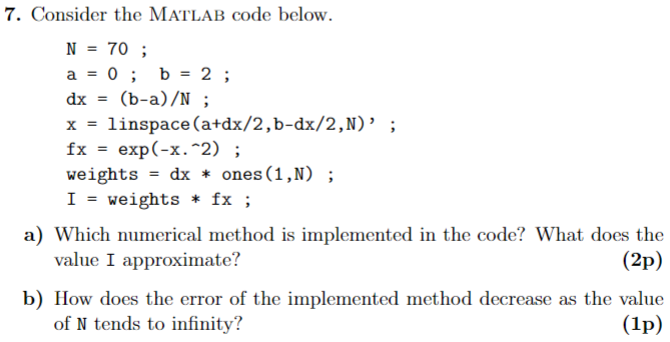 7. Consider the MATLAB code below.
N = 70 ;
a = 0 ; b = 2 ;
dx = (b-a)/N ;
x = linspace(a+dx/2,b-dx/2,N)’ ;
fx = exp(-x.^2) ;
weights = dx * ones(1,N) ;
I = weights * fx ;
a) Which numerical method is implemented in the code? What does the
value I approximate? (2p)
b) How does the error of the implemented method decrease as the value
of N tends to infinity? (1p)